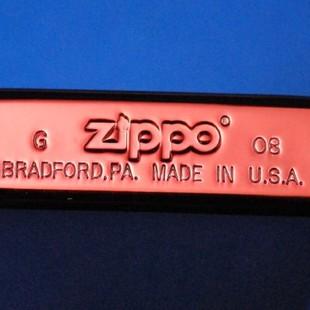 G zippo® 08
BRADFORD,PA. MADE IN U.S.A.